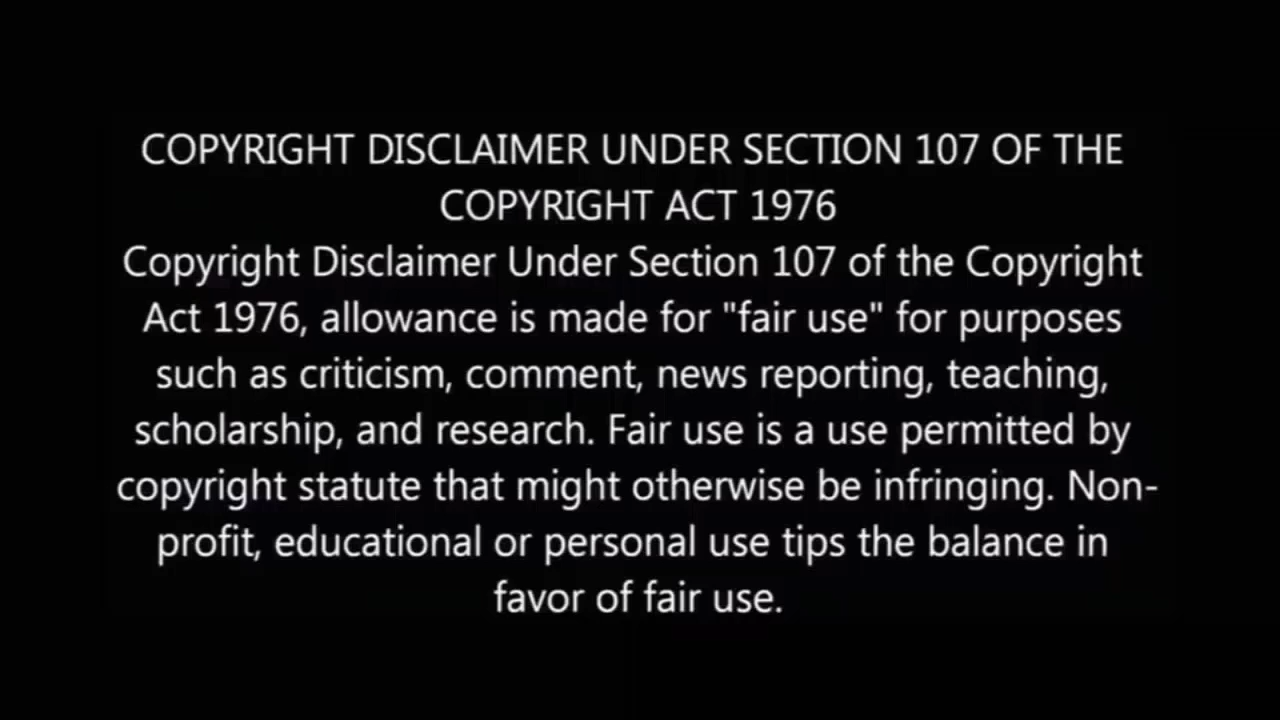 COPYRIGHT DISCLAIMER UNDER SECTION 107 OF THE
COPYRIGHT ACT 1976
Copyright Disclaimer Under Section 107 of the Copyright
Act 1976, allowance is made for "fair use" for purposes
such as criticism, comment, news reporting, teaching,
scholarship, and research. Fair use is a use permitted by
copyright statute that might otherwise be infringing. Non-
profit, educational or personal use tips the balance in
favor of fair use.